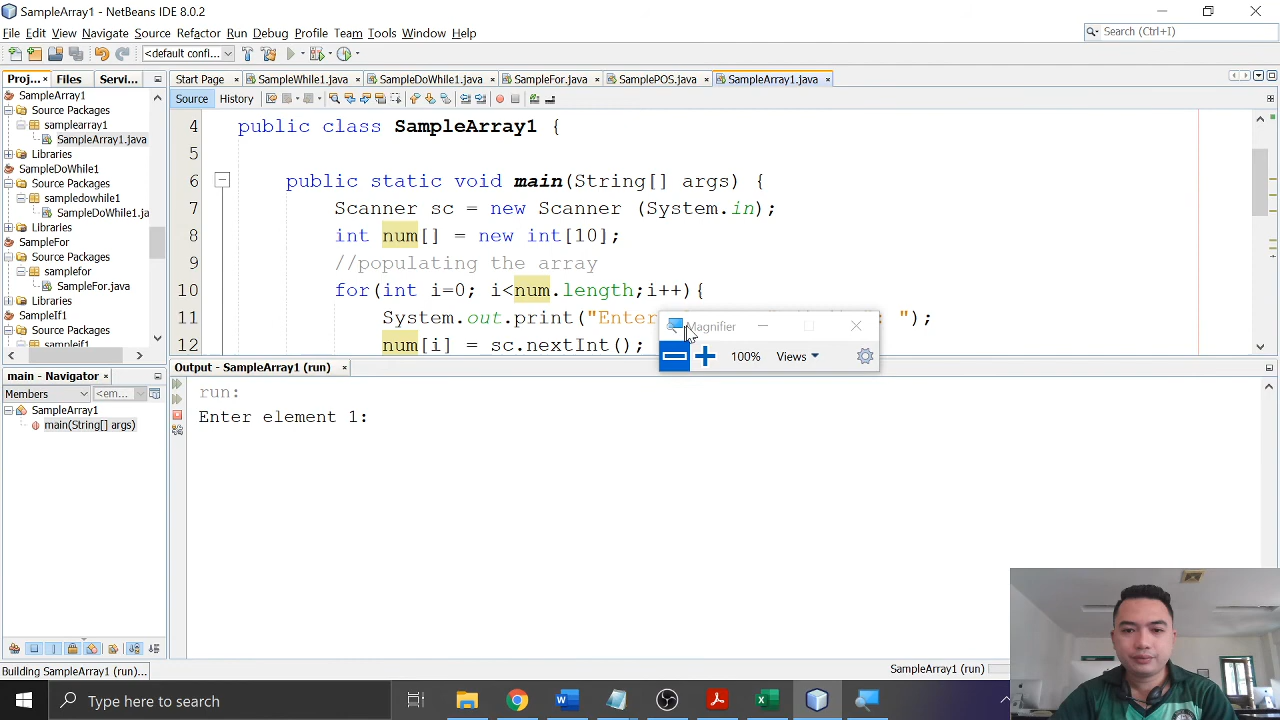 SampleArray1 - NetBeans IDE 8.0.2
File Edit View Navigate Source Refactor Run Debug Profile Team Tools Window Help
Search (Ctrl+I)
<default confi...
Proj... Files Servi...
Start Page SampleWhile1.java SampleDoWhile1.java SampleFor.java SamplePOS.java SampleArray1.java
Source History
SampleArray1
Source Packages
samplearray1
SampleArray1.java
Libraries
SampleDoWhile1
Source Packages
sampledowhile1
SampleDoWhile1.ja
Libraries
SampleFor
Source Packages
samplefor
SampleFor.java
Libraries
SampleIf1
Source Packages
sampleif1
4 public class SampleArray1 {
5
6 public static void main(String[] args) {
7 Scanner sc = new Scanner (System.in);
8 int num[] = new int[10];
9 //populating the array
10 for(int i=0; i<num.length;i++){
11 System.out.print("Enter : ");
12 num[i] = sc.nextInt();
Magnifier
100% Views
main - Navigator
Members <em...
SampleArray1
main(String[] args)
Output - SampleArray1 (run)
run:
Enter element 1:
Building SampleArray1 (run)...
SampleArray1 (run)
Type here to search